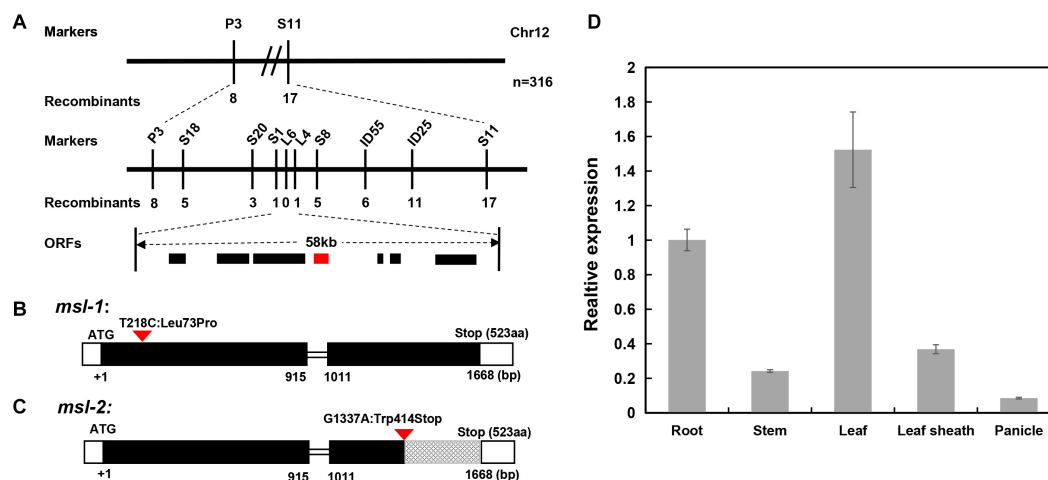 A
Markers
P3
S11
Chr12
n=316
Recombinants
8
17
Markers
P3
S18
S20
S1
L6
L4
S8
ID55
ID25
S11
Recombinants
8
5
3
1
0
1
5
6
11
17
ORFs
58kb
B
msl-1:
T218C:Leu73Pro
ATG
Stop (523aa)
+1
915
1011
1668 (bp)
C
msl-2:
G1337A:Trp414Stop
ATG
Stop (523aa)
+1
915
1011
1668 (bp)
D
Realtive expression
2
1.8
1.6
1.4
1.2
1
0.8
0.6
0.4
0.2
0
Root
Stem
Leaf
Leaf sheath
Panicle